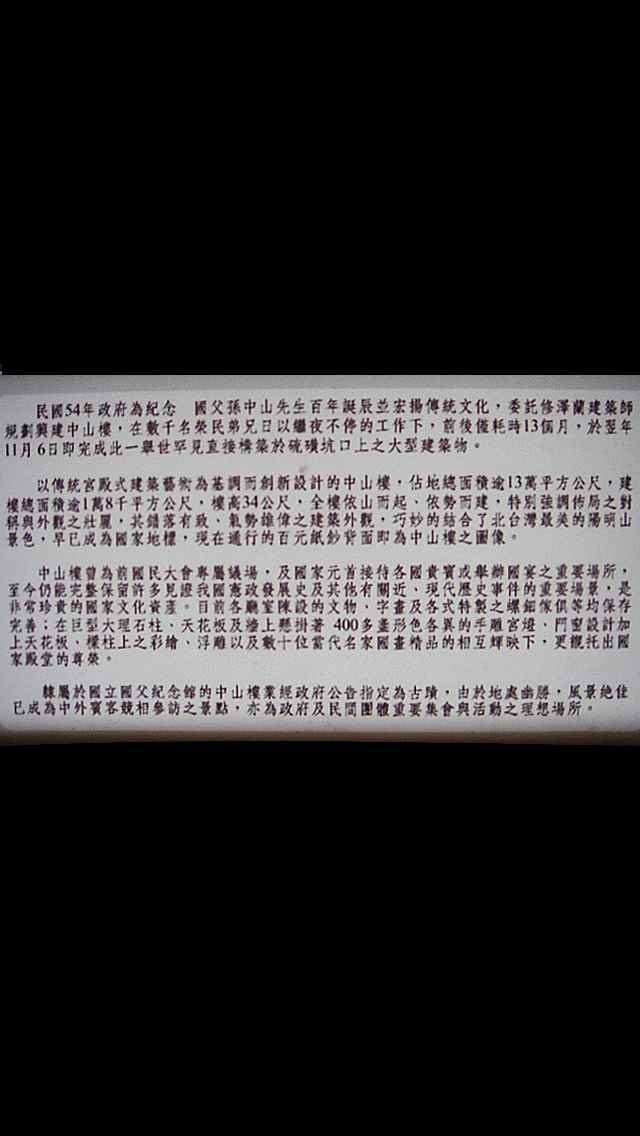 民國54年政府為紀念　國父孫中山先生百年誕辰並宏揚傳統文化，委託修澤蘭建築師
規劃興建中山樓，在數千名榮民弟兄日以繼夜不停的工作下，前後僅耗時13個月，於翌年
11月6日即完成此一舉世罕見直接構築於硫磺坑口上之大型建築物。
以傳統宮殿式建築藝術為基調而創新設計的中山樓，佔地總面積逾13萬平方公尺，建
樓總面積逾1萬8千平方公尺，樓高34公尺，全樓依山而起、依勢而建，特別強調佈局之對
稱與外觀之壯麗，其錯落有致、氣勢雄偉之建築外觀，巧妙的結合了北台灣最美的陽明山
景色，早已成為國家地標，現在通行的百元紙鈔背面即為中山樓之圖像。
中山樓曾為前國民大會專屬議場，及國家元首接待各國貴賓或舉辦國宴之重要場所，
至今仍能完整保留許多見證我國憲政發展史及其他有關近、現代歷史事件的重要場景，是
非常珍貴的國家文化資產。目前各廳室陳設的文物、字畫及各式特製之螺鈿傢俱等均保存
完善；在巨型大理石柱、天花板及牆上懸掛著 400多盞形色各異的手雕宮燈、門窗設計加
上天花板、樑柱上之彩繪、浮雕以及數十位當代名家國畫精品的相互輝映下，更襯托出國
家殿堂的尊榮。
隸屬於國立國父紀念館的中山樓業經政府公告指定為古蹟，由於地處幽勝，風景絶佳
已成為中外賓客競相參訪之景點，亦為政府及民間團體重要集會與活動之理想場所。